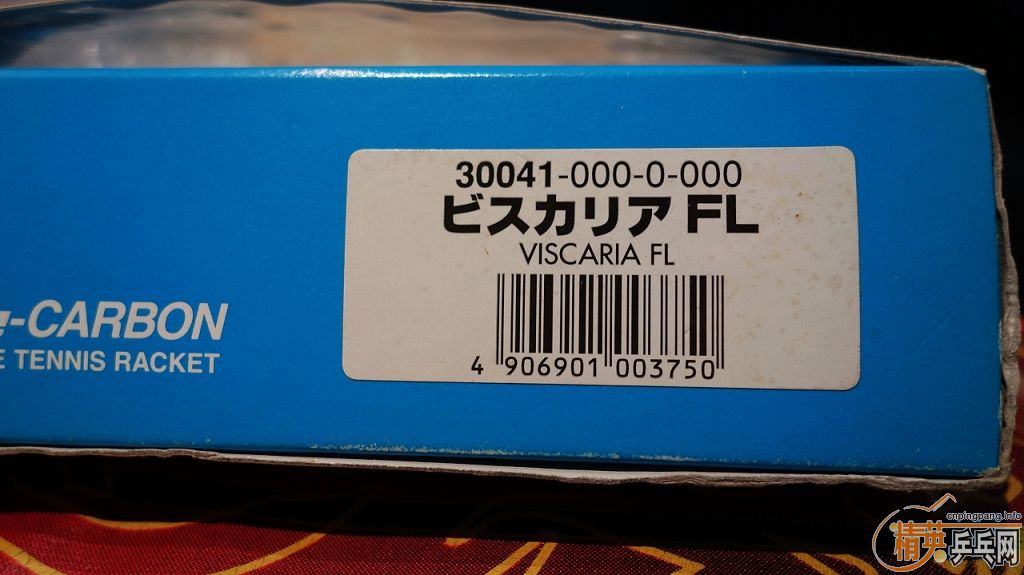 30041-000-0-000
ビスカリア FL
VISCARIA FL
4 906901 003750
-CARBON
E TENNIS RACKET
cnpingpang.info
精英乒乓网